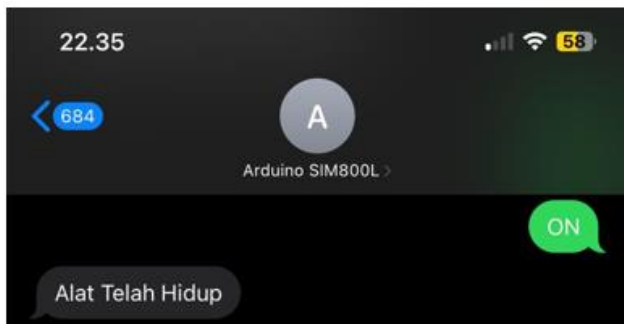 22.35
58
684
A
Arduino SIM800L >
ON
Alat Telah Hidup